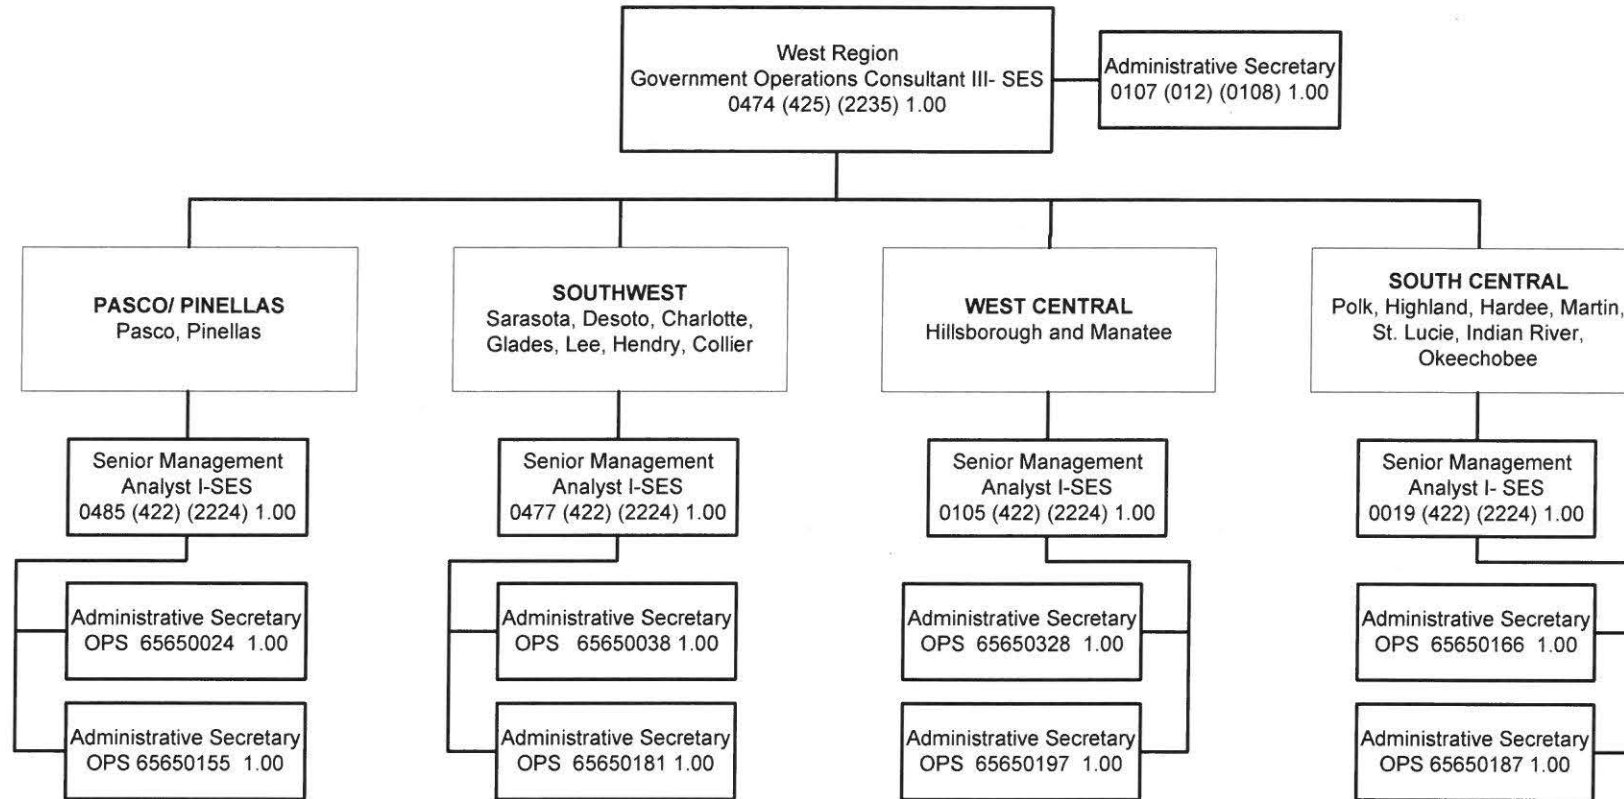 West Region
Government Operations Consultant III- SES
0474 (425) (2235) 1.00
Administrative Secretary
0107 (012) (0108) 1.00
PASCO/ PINELLAS
Pasco, Pinellas
SOUTHWEST
Sarasota, Desoto, Charlotte,
Glades, Lee, Hendry, Collier
WEST CENTRAL
Hillsborough and Manatee
SOUTH CENTRAL
Polk, Highland, Hardee, Martin,
St. Lucie, Indian River,
Okeechobee
Senior Management
Analyst I-SES
0485 (422) (2224) 1.00
Senior Management
Analyst I-SES
0477 (422) (2224) 1.00
Senior Management
Analyst I-SES
0105 (422) (2224) 1.00
Senior Management
Analyst I- SES
0019 (422) (2224) 1.00
Administrative Secretary
OPS 65650024 1.00
Administrative Secretary
OPS 65650038 1.00
Administrative Secretary
OPS 65650328 1.00
Administrative Secretary
OPS 65650166 1.00
Administrative Secretary
OPS 65650155 1.00
Administrative Secretary
OPS 65650181 1.00
Administrative Secretary
OPS 65650197 1.00
Administrative Secretary
OPS 65650187 1.00